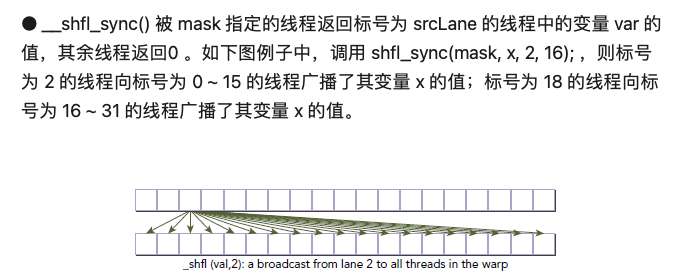 ● __shfl_sync() 被 mask 指定的线程返回标号为 srcLane 的线程中的变量 var 的
值，其余线程返回0 。如下图例子中，调用 shfl_sync(mask, x, 2, 16); ，则标号
为 2 的线程向标号为 0 ~ 15 的线程广播了其变量 x 的值；标号为 18 的线程向标
号为 16 ~ 31 的线程广播了其变量 x 的值。
_shfl (val,2): a broadcast from lane 2 to all threads in the warp